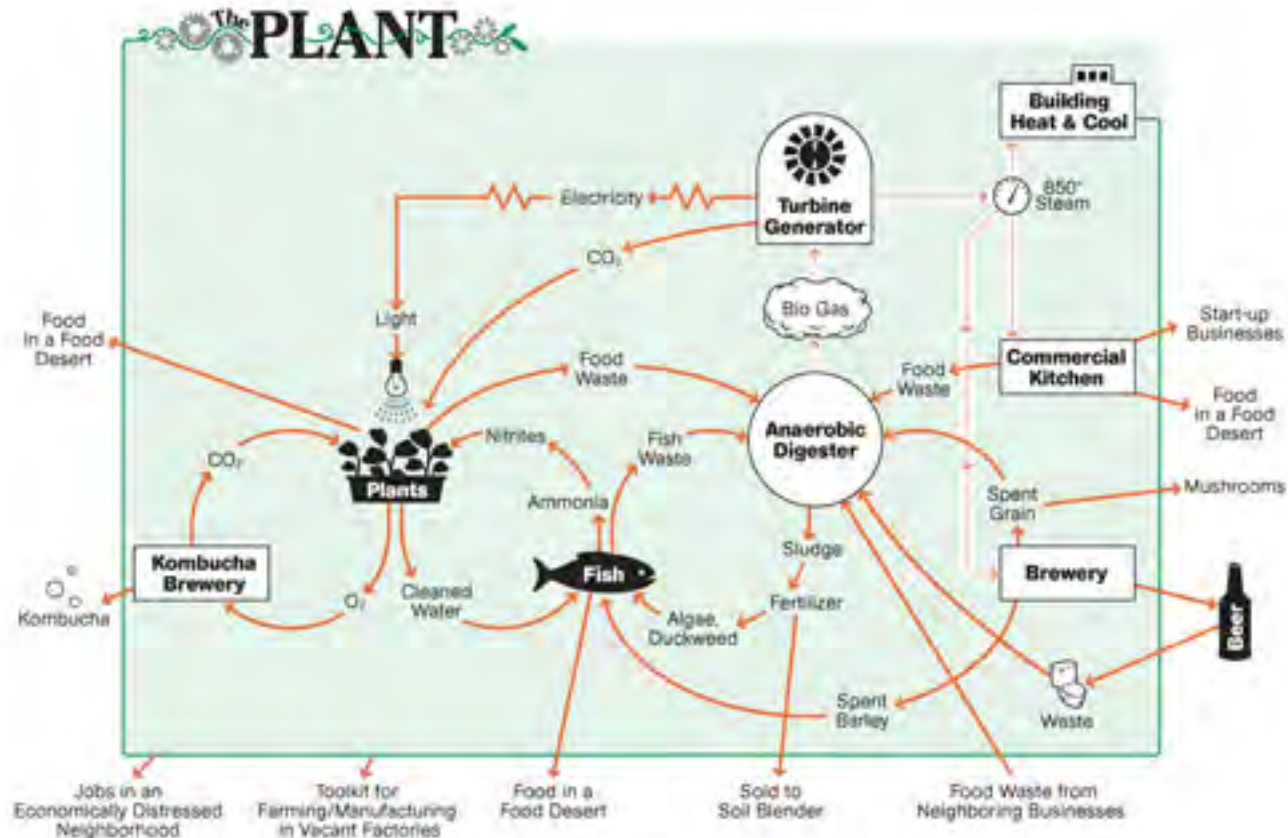 The PLANT
Building
Heat & Cool
850°
Steam
Turbine
Generator
Electricity
CO₂
Bio Gas
Light
Food
in a Food
Desert
Start-up
Businesses
Commercial
Kitchen
Food
Waste
Food
Waste
Food
in a Food
Desert
Anaerobic
Digester
Nitrites
Fish
Waste
CO₂
Plants
Ammonia
Spent
Grain
Mushrooms
Kombucha
Brewery
Sludge
Fish
Brewery
Kombucha
O₂
Cleaned
Water
Algae,
Duckweed
Fertilizer
Beer
Spent
Barley
Waste
Jobs in an
Economically Distressed
Neighborhood
Toolkit for
Farming/Manufacturing
in Vacant Factories
Food in a
Food Desert
Sold to
Soil Blender
Food Waste from
Neighboring Businesses